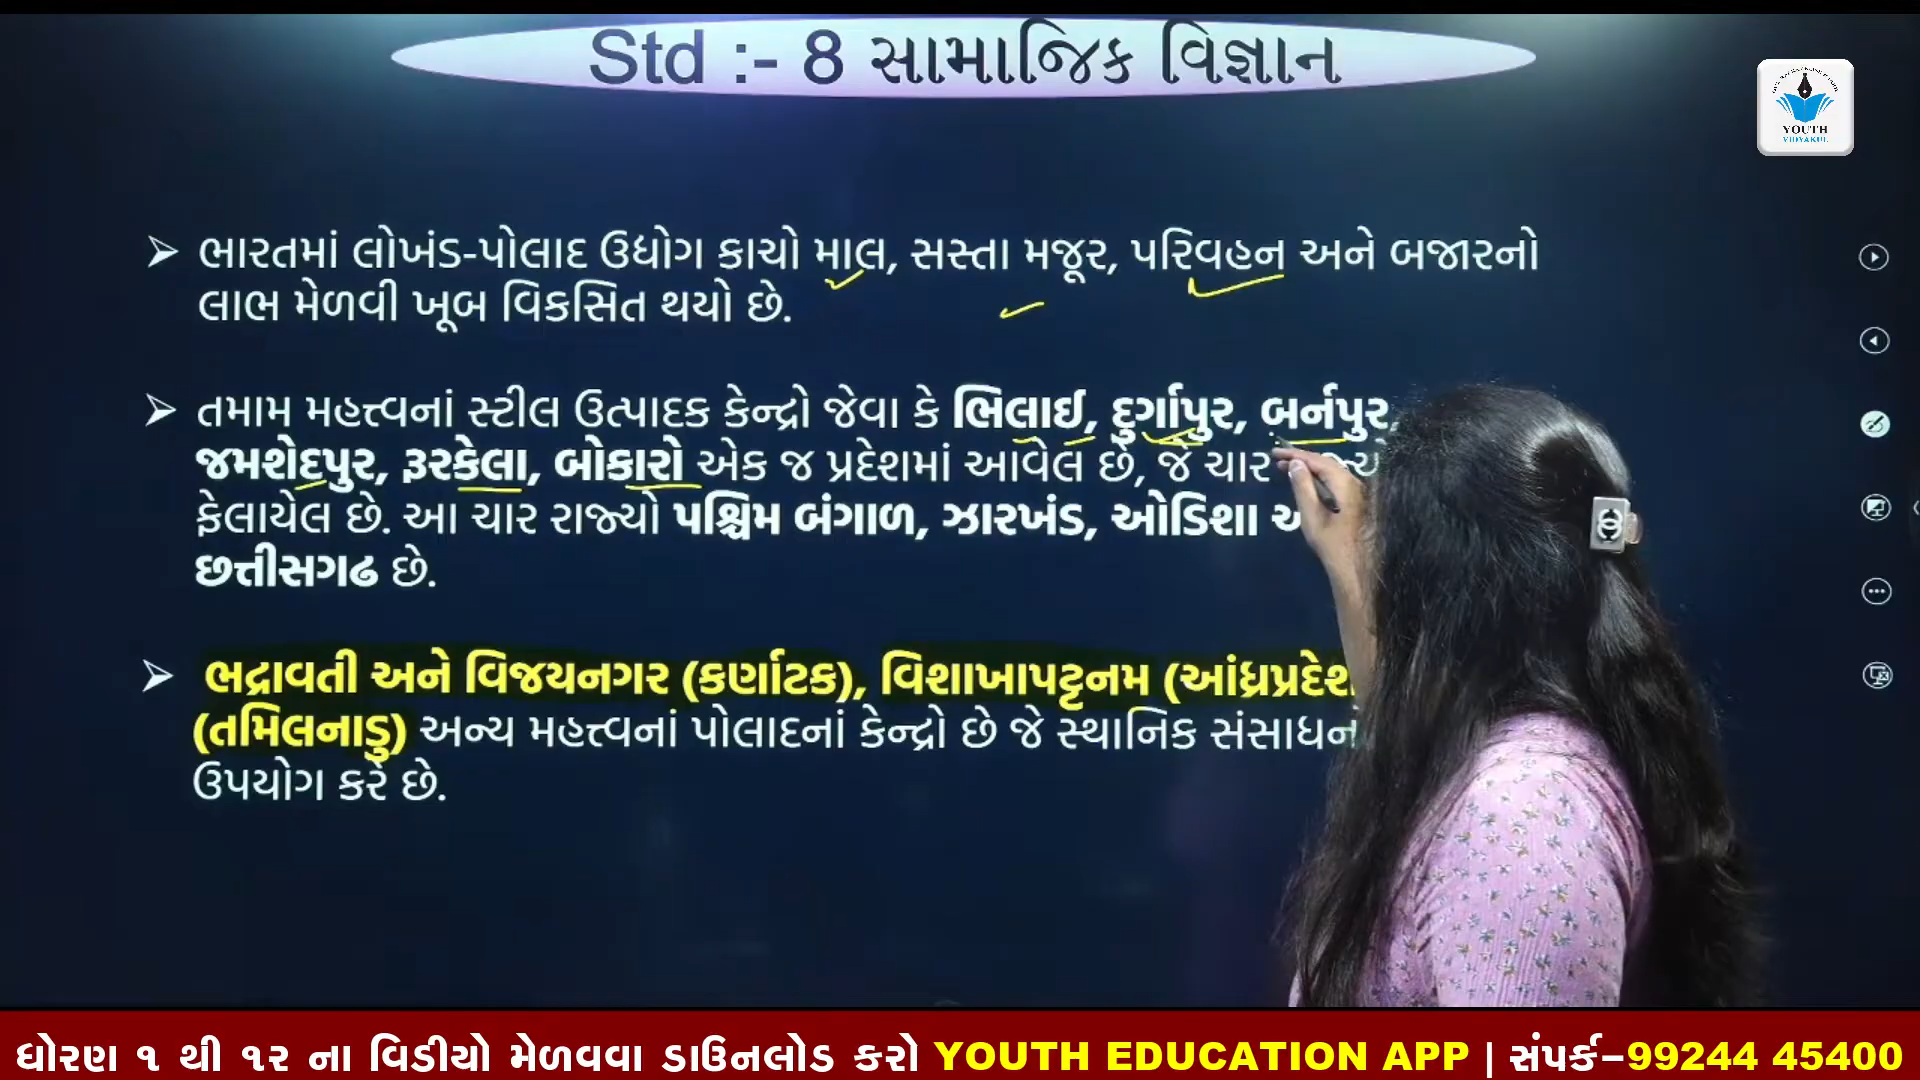 Std :- 8 સામાજિક વિજ્ઞાન
YOUTH
VIDYAKUL
➢ ભારતમાં લોખંડ-પોલાદ ઉદ્યોગ કાચો માલ, સસ્તા મજૂર, પરિવહન અને બજારનો
લાભ મેળવી ખૂબ વિકસિત થયો છે.
➢ તમામ મહત્ત્વનાં સ્ટીલ ઉત્પાદક કેન્દ્રો જેવા કે ભિલાઈ, દુર્ગાપુર, બર્નપુર,
જમશેદપુર, રૂરકેલા, બોકારો એક જ પ્રદેશમાં આવેલ છે, જે ચાર
ફેલાયેલ છે. આ ચાર રાજ્યો પશ્ચિમ બંગાળ, ઝારખંડ, ઓડિશા
છત્તીસગઢ છે.
➢ ભદ્રાવતી અને વિજયનગર (કર્ણાટક), વિશાખાપટ્ટનમ (આંધ્રપ્રદેશ
(તમિલનાડુ) અન્ય મહત્ત્વનાં પોલાદનાં કેન્દ્રો છે જે સ્થાનિક
ઉપયોગ કરે છે.
ધોરણ ૧ થી ૧૨ ના વિડીયો મેળવવા ડાઉનલોડ કરો YOUTH EDUCATION APP | સંપર્ક–99244 45400